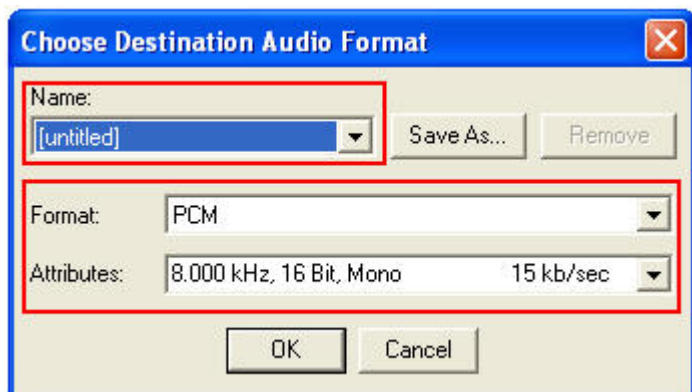 Choose Destination Audio Format
Name:
[untitled]
Save As...
Remove
Format:
PCM
Attributes:
8.000 kHz, 16 Bit, Mono 15 kb/sec
OK
Cancel